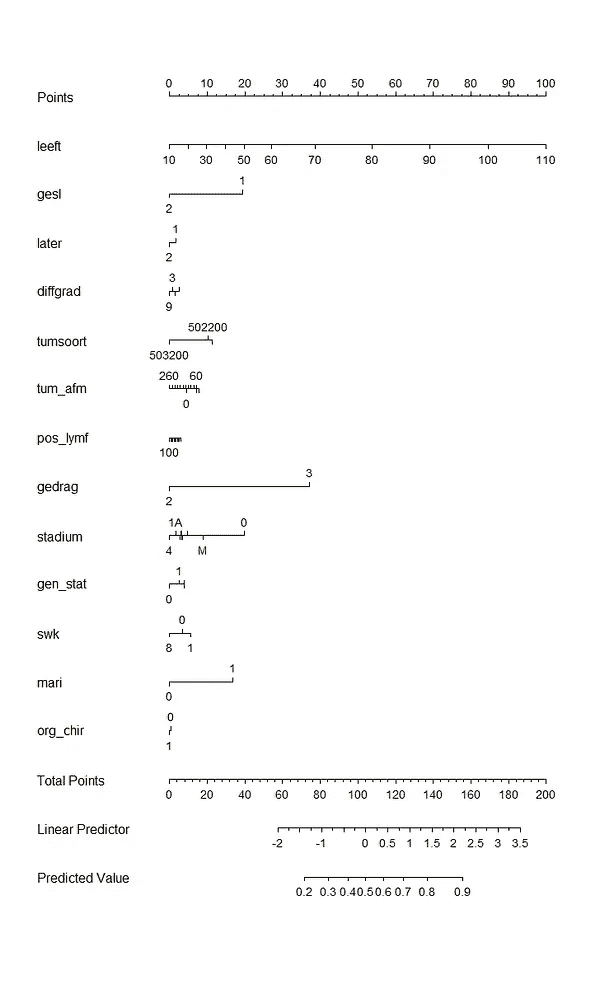 0 10 20 30 40 50 60 70 80 90 100
Points
leeft
10 30 50 60 70 80 90 100 110
1
gesl
2
1
later
2
3
diffgrad
9
502200
tumsoort
503200
260 60
tum_afm
0
pos_lymf
100
3
gedrag
2
1A 0
stadium
4 M
1
gen_stat
0
0
swk
8 1
1
mari
0
0
org_chir
1
Total Points
0 20 40 60 80 100 120 140 160 180 200
Linear Predictor
-2 -1 0 0.5 1 1.5 2 2.5 3 3.5
Predicted Value
0.2 0.3 0.4 0.5 0.6 0.7 0.8 0.9